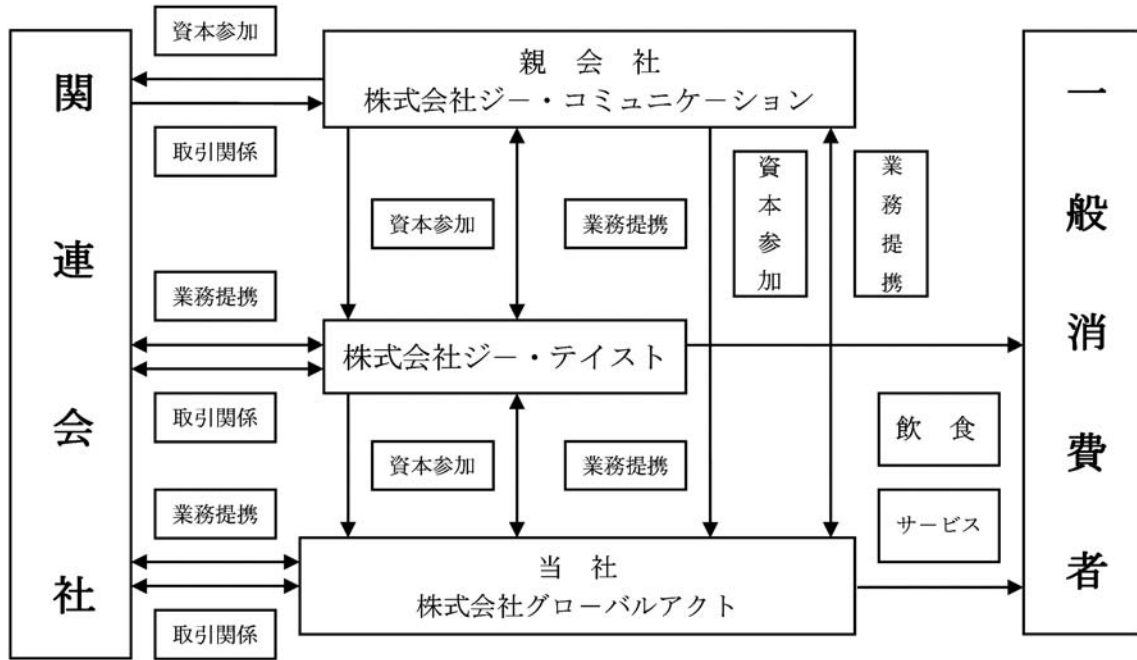 資本参加
親 会 社
株式会社ジー・コミュニケーション
取引関係
関連会社
一般消費者
資本参加
業務提携
資本参加
業務提携
業務提携
株式会社ジー・テイスト
取引関係
飲 食
資本参加
業務提携
業務提携
サービス
当 社
株式会社グローバルアクト
取引関係